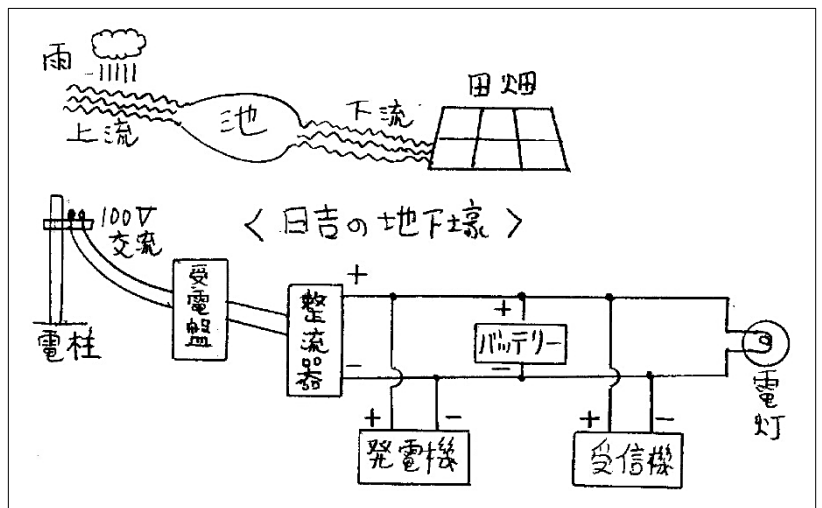 雨
上流
池
下流
田畑
100V
交流
電柱
<日吉の地下壕>
受電盤
整流器
+
-
+
バッテリー
-
+ -
発電機
+ -
受信機
電灯